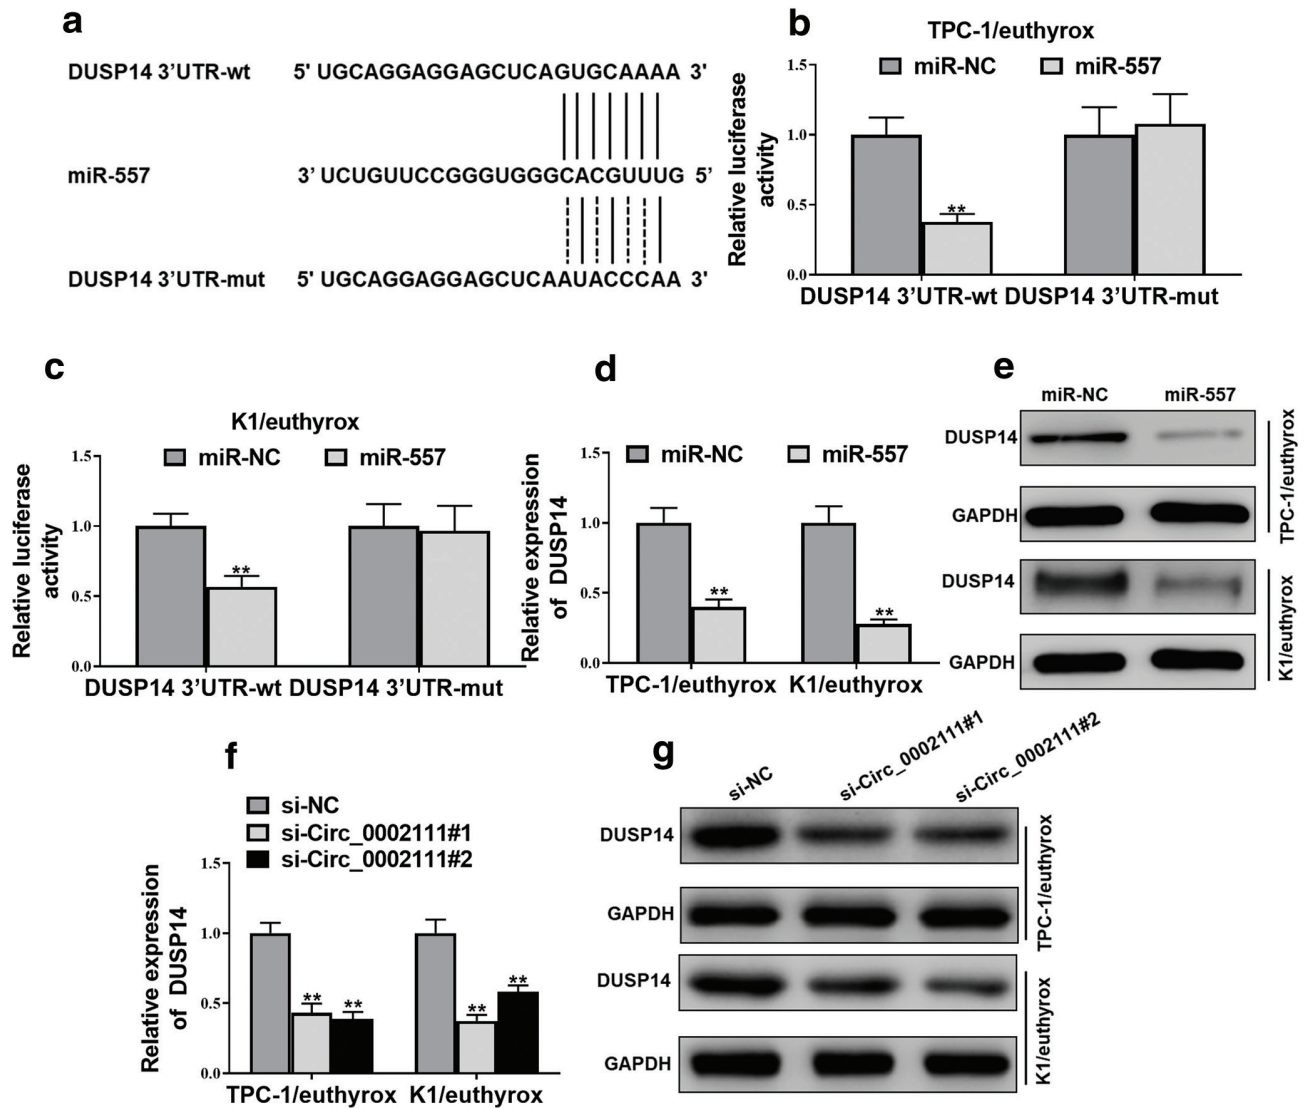 a
DUSP14 3'UTR-wt 5' UGCAGGAGGAGCUCAGUGCAAAA 3'
miR-557 3’ UCUGUUCCGGGUGGGCACGUUUG 5’
DUSP14 3’UTR-mut 5' UGCAGGAGGAGCUCAAUACCCAA 3'
b
TPC-1/euthyrox
miR-NC miR-557
Relative luciferase
activity
1.5
1.0
0.5
0.0
**
DUSP14 3’UTR-wt DUSP14 3’UTR-mut
c
K1/euthyrox
miR-NC miR-557
Relative luciferase
activity
1.5
1.0
0.5
0.0
**
DUSP14 3’UTR-wt DUSP14 3’UTR-mut
d
miR-NC miR-557
Relative expression
of DUSP14
1.5
1.0
0.5
0.0
** **
TPC-1/euthyrox K1/euthyrox
e
miR-NC miR-557
DUSP14
GAPDH
TPC-1/euthyrox
DUSP14
GAPDH
K1/euthyrox
f
si-NC
si-Circ_0002111#1
si-Circ_0002111#2
Relative expression
of DUSP14
1.5
1.0
0.5
0.0
** ** ** **
TPC-1/euthyrox K1/euthyrox
g
si-NC si-Circ_0002111#1 si-Circ_0002111#2
DUSP14
GAPDH
TPC-1/euthyrox
DUSP14
GAPDH
K1/euthyrox